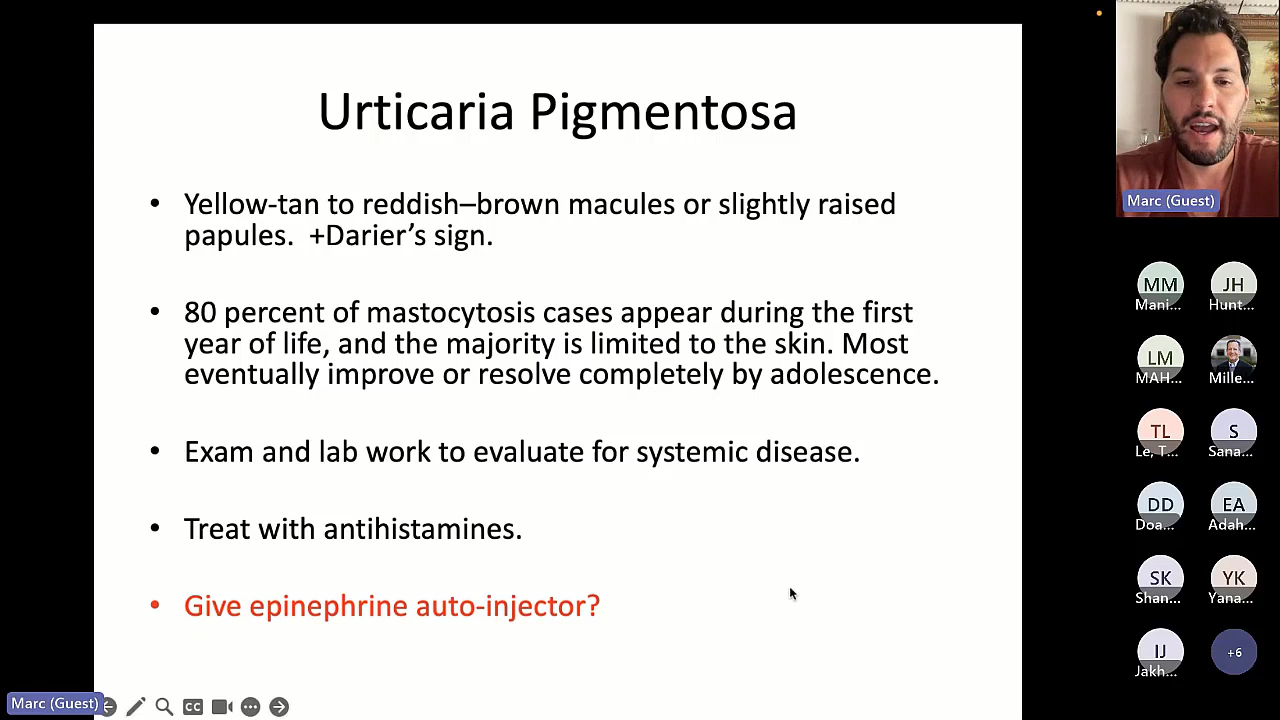 Urticaria Pigmentosa
• Yellow-tan to reddish–brown macules or slightly raised
papules.  +Darier’s sign.
• 80 percent of mastocytosis cases appear during the first
year of life, and the majority is limited to the skin. Most
eventually improve or resolve completely by adolescence.
• Exam and lab work to evaluate for systemic disease.
• Treat with antihistamines.
• Give epinephrine auto-injector?
Marc (Guest)
CC
Marc (Guest)
MM
Mani...
JH
Hunt...
LM
MAH...
Mille...
TL
Le, T...
S
Sana...
DD
Doa...
EA
Adah...
SK
Shan...
YK
Yana...
IJ
Jakh...
+6